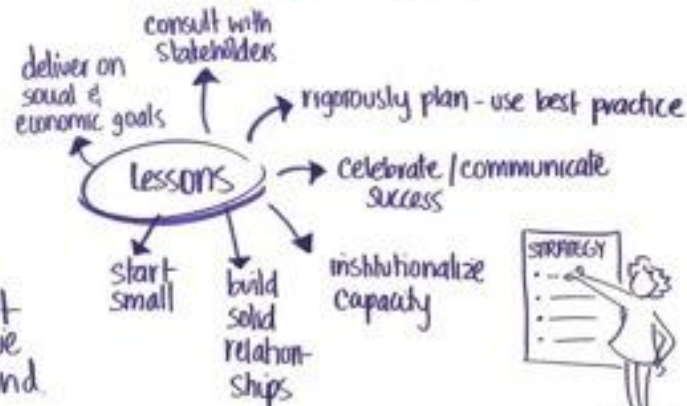 consult with
stakeholders
deliver on
social &
economic goals
rigorously plan - use best practice
Lessons
celebrate / communicate
success
start
small
build
solid
relation-
ships
institutionalize
capacity
STRATEGY